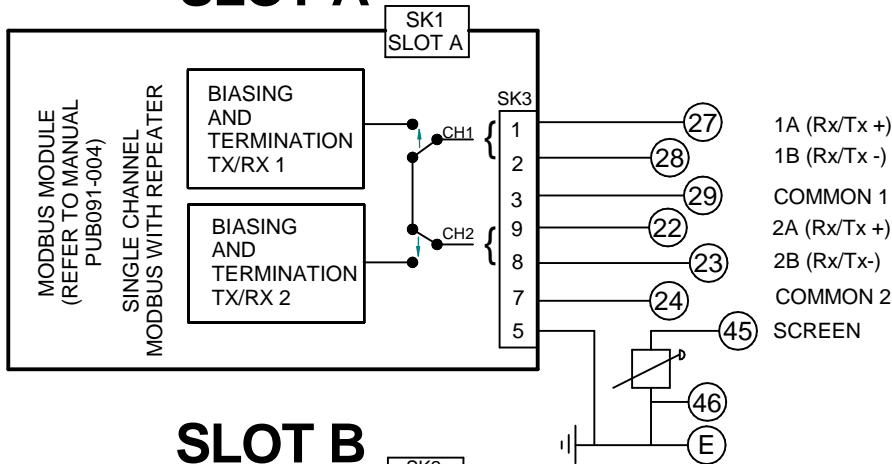 SLOT A
SK1
SLOT A
MODBUS MODULE
(REFER TO MANUAL
PUB091-004)
SINGLE CHANNEL
MODBUS WITH REPEATER
BIASING
AND
TERMINATION
TX/RX 1
BIASING
AND
TERMINATION
TX/RX 2
CH1
CH2
SK3
1
2
3
9
8
7
5
27
1A (Rx/Tx +)
28
1B (Rx/Tx -)
29
COMMON 1
22
2A (Rx/Tx +)
23
2B (Rx/Tx-)
24
COMMON 2
45
SCREEN
46
E
SLOT B